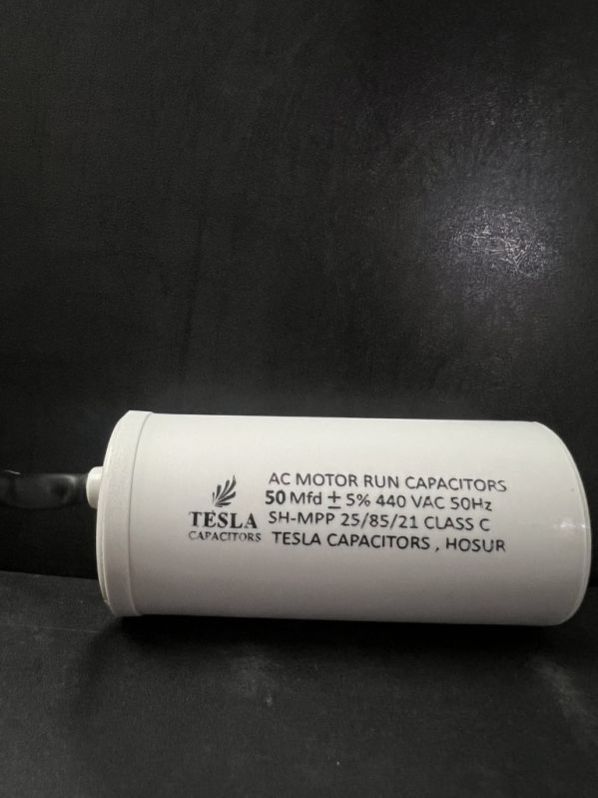 AC MOTOR RUN CAPACITORS
50 Mfd ± 5% 440 VAC 50Hz
SH-MPP 25/85/21 CLASS C
TESLA CAPACITORS , HOSUR
TESLA
CAPACITORS